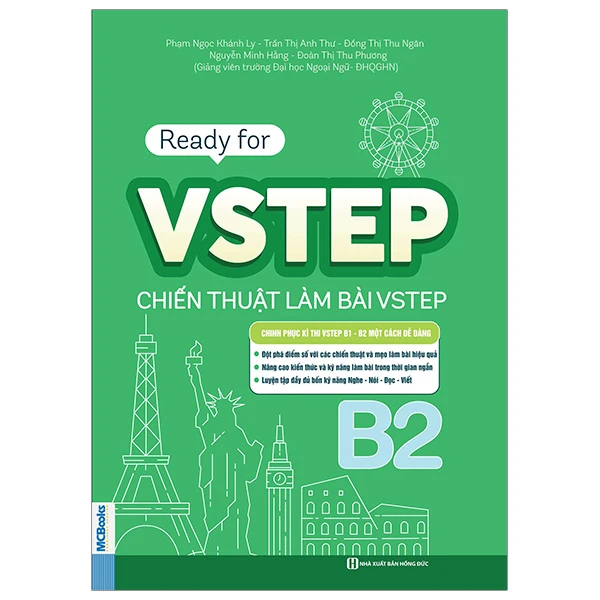 Phạm Ngọc Khánh Ly - Trần Thị Anh Thư - Đồng Thị Thu Ngân
Nguyễn Minh Hằng - Đoàn Thị Thu Phương
(Giảng viên trường Đại học Ngoại Ngữ- ĐHQGHN)
Ready for
VSTEP
CHIẾN THUẬT LÀM BÀI VSTEP
CHINH PHỤC KÌ THI VSTEP B1 - B2 MỘT CÁCH DỄ DÀNG
• Đột phá điểm số với các chiến thuật và mẹo làm bài hiệu quả
• Nâng cao kiến thức và kỹ năng làm bài trong thời gian ngắn
• Luyện tập đầy đủ bốn kỹ năng Nghe - Nói - Đọc - Viết
B2
MCBooks
NHÀ XUẤT BẢN HỒNG ĐỨC